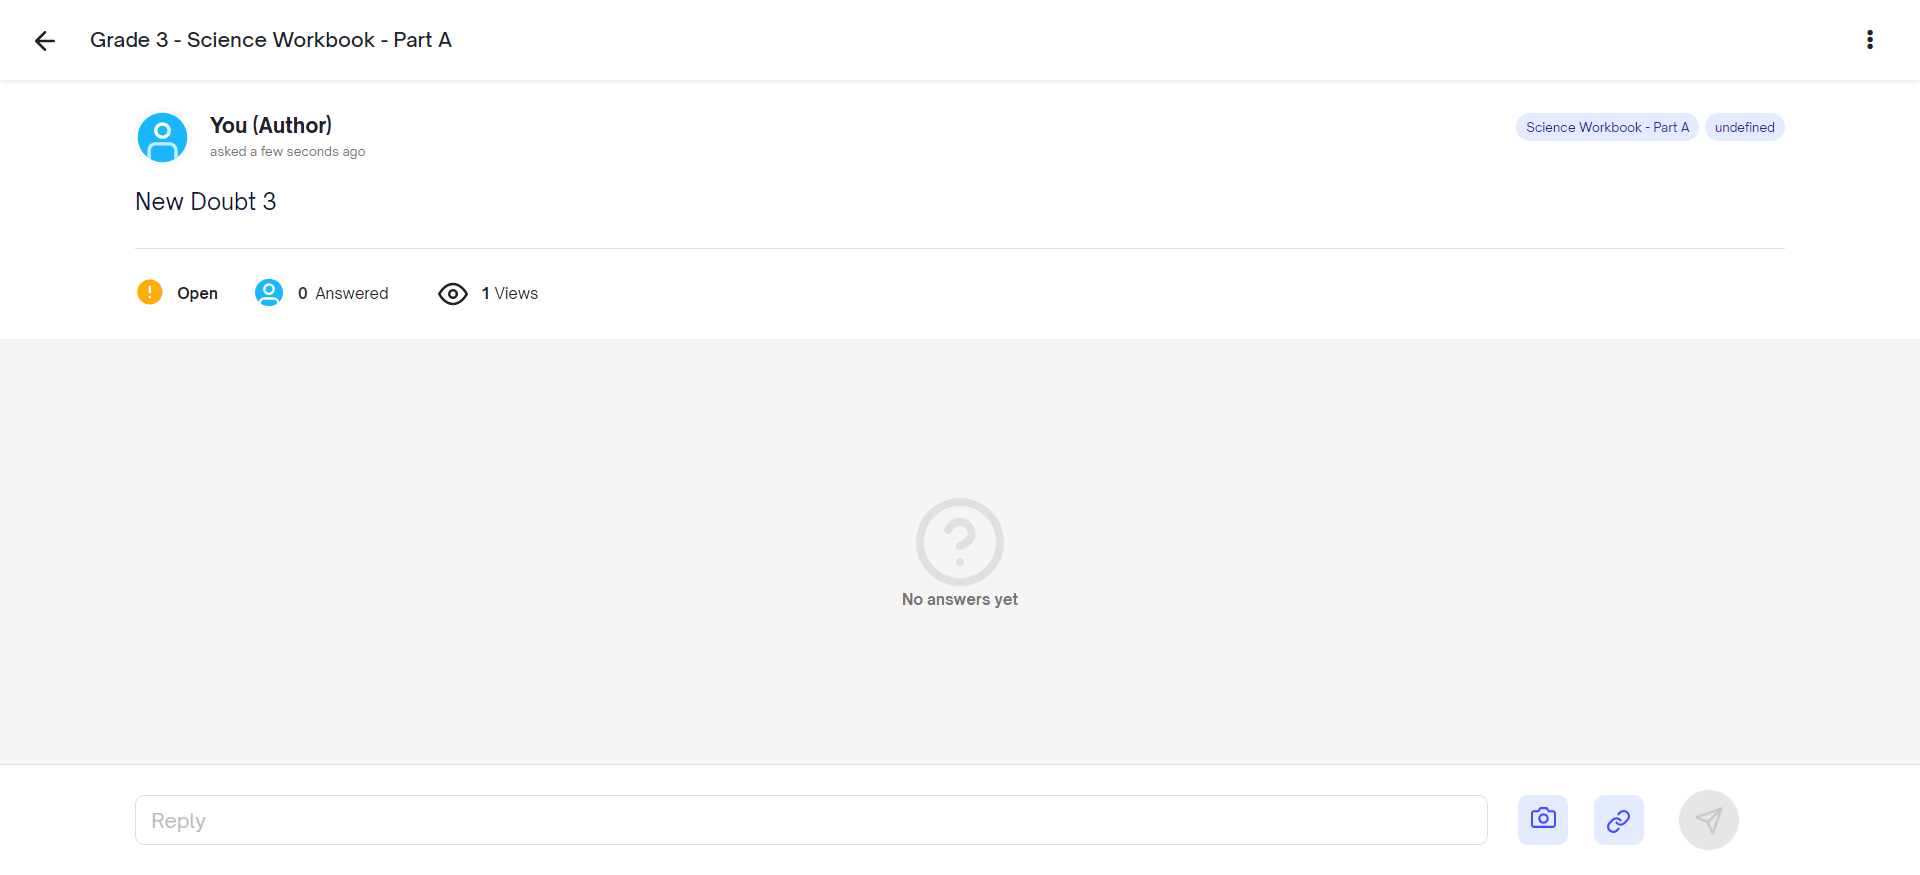 Grade 3 - Science Workbook - Part A
You (Author)
asked a few seconds ago
Science Workbook - Part A
undefined
New Doubt 3
Open
0 Answered
1 Views
No answers yet
Reply